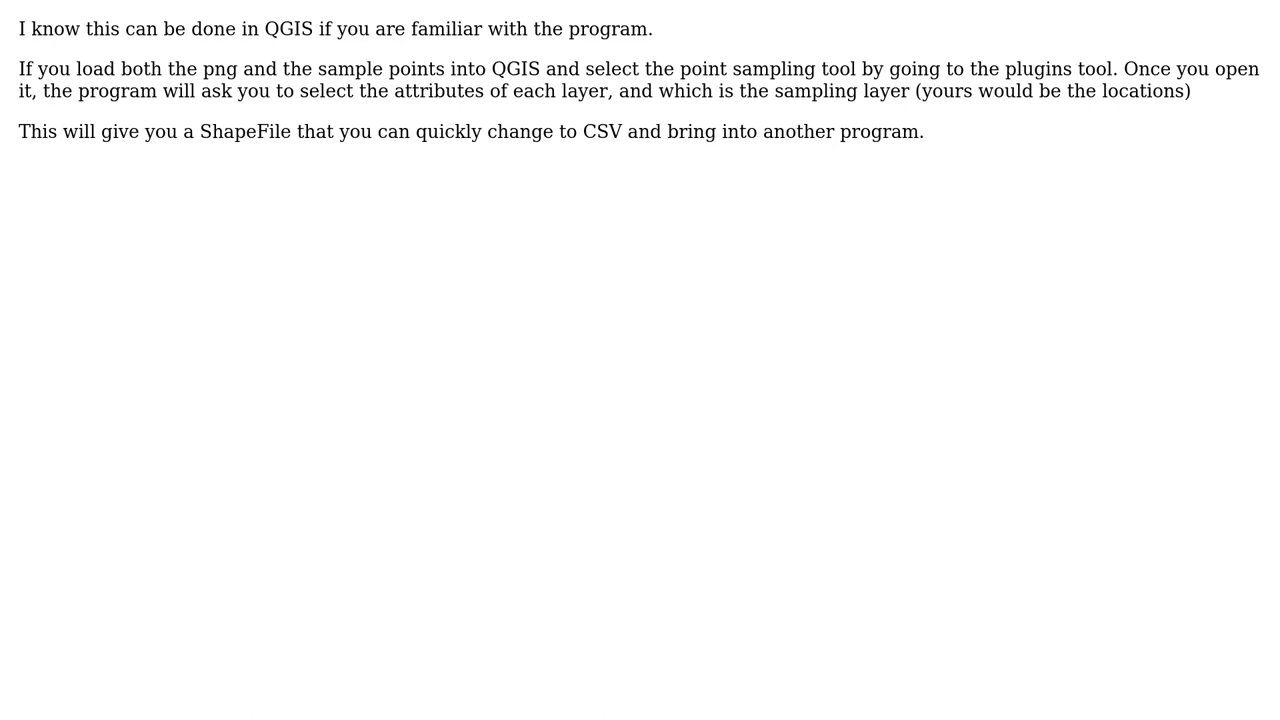 I know this can be done in QGIS if you are familiar with the program.
If you load both the png and the sample points into QGIS and select the point sampling tool by going to the plugins tool. Once you open
it, the program will ask you to select the attributes of each layer, and which is the sampling layer (yours would be the locations)
This will give you a ShapeFile that you can quickly change to CSV and bring into another program.